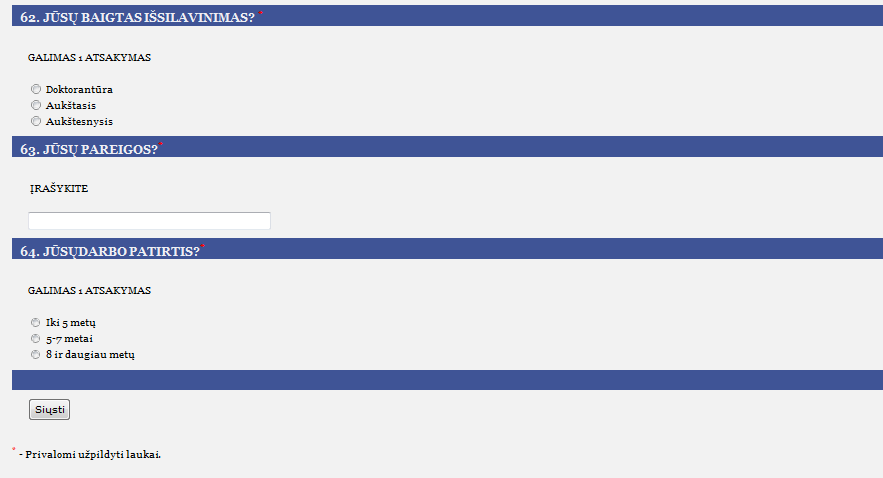 62. JŪSŲ BAIGTAS IŠSILAVINIMAS? *
GALIMAS 1 ATSAKYMAS
Doktorantūra
Aukštasis
Aukštesnysis
63. JŪSŲ PAREIGOS? *
ĮRAŠYKITE
64. JŪSŲDARBO PATIRTIS? *
GALIMAS 1 ATSAKYMAS
Iki 5 metų
5-7 metai
8 ir daugiau metų
Siųsti
* - Privalomi užpildyti laukai.